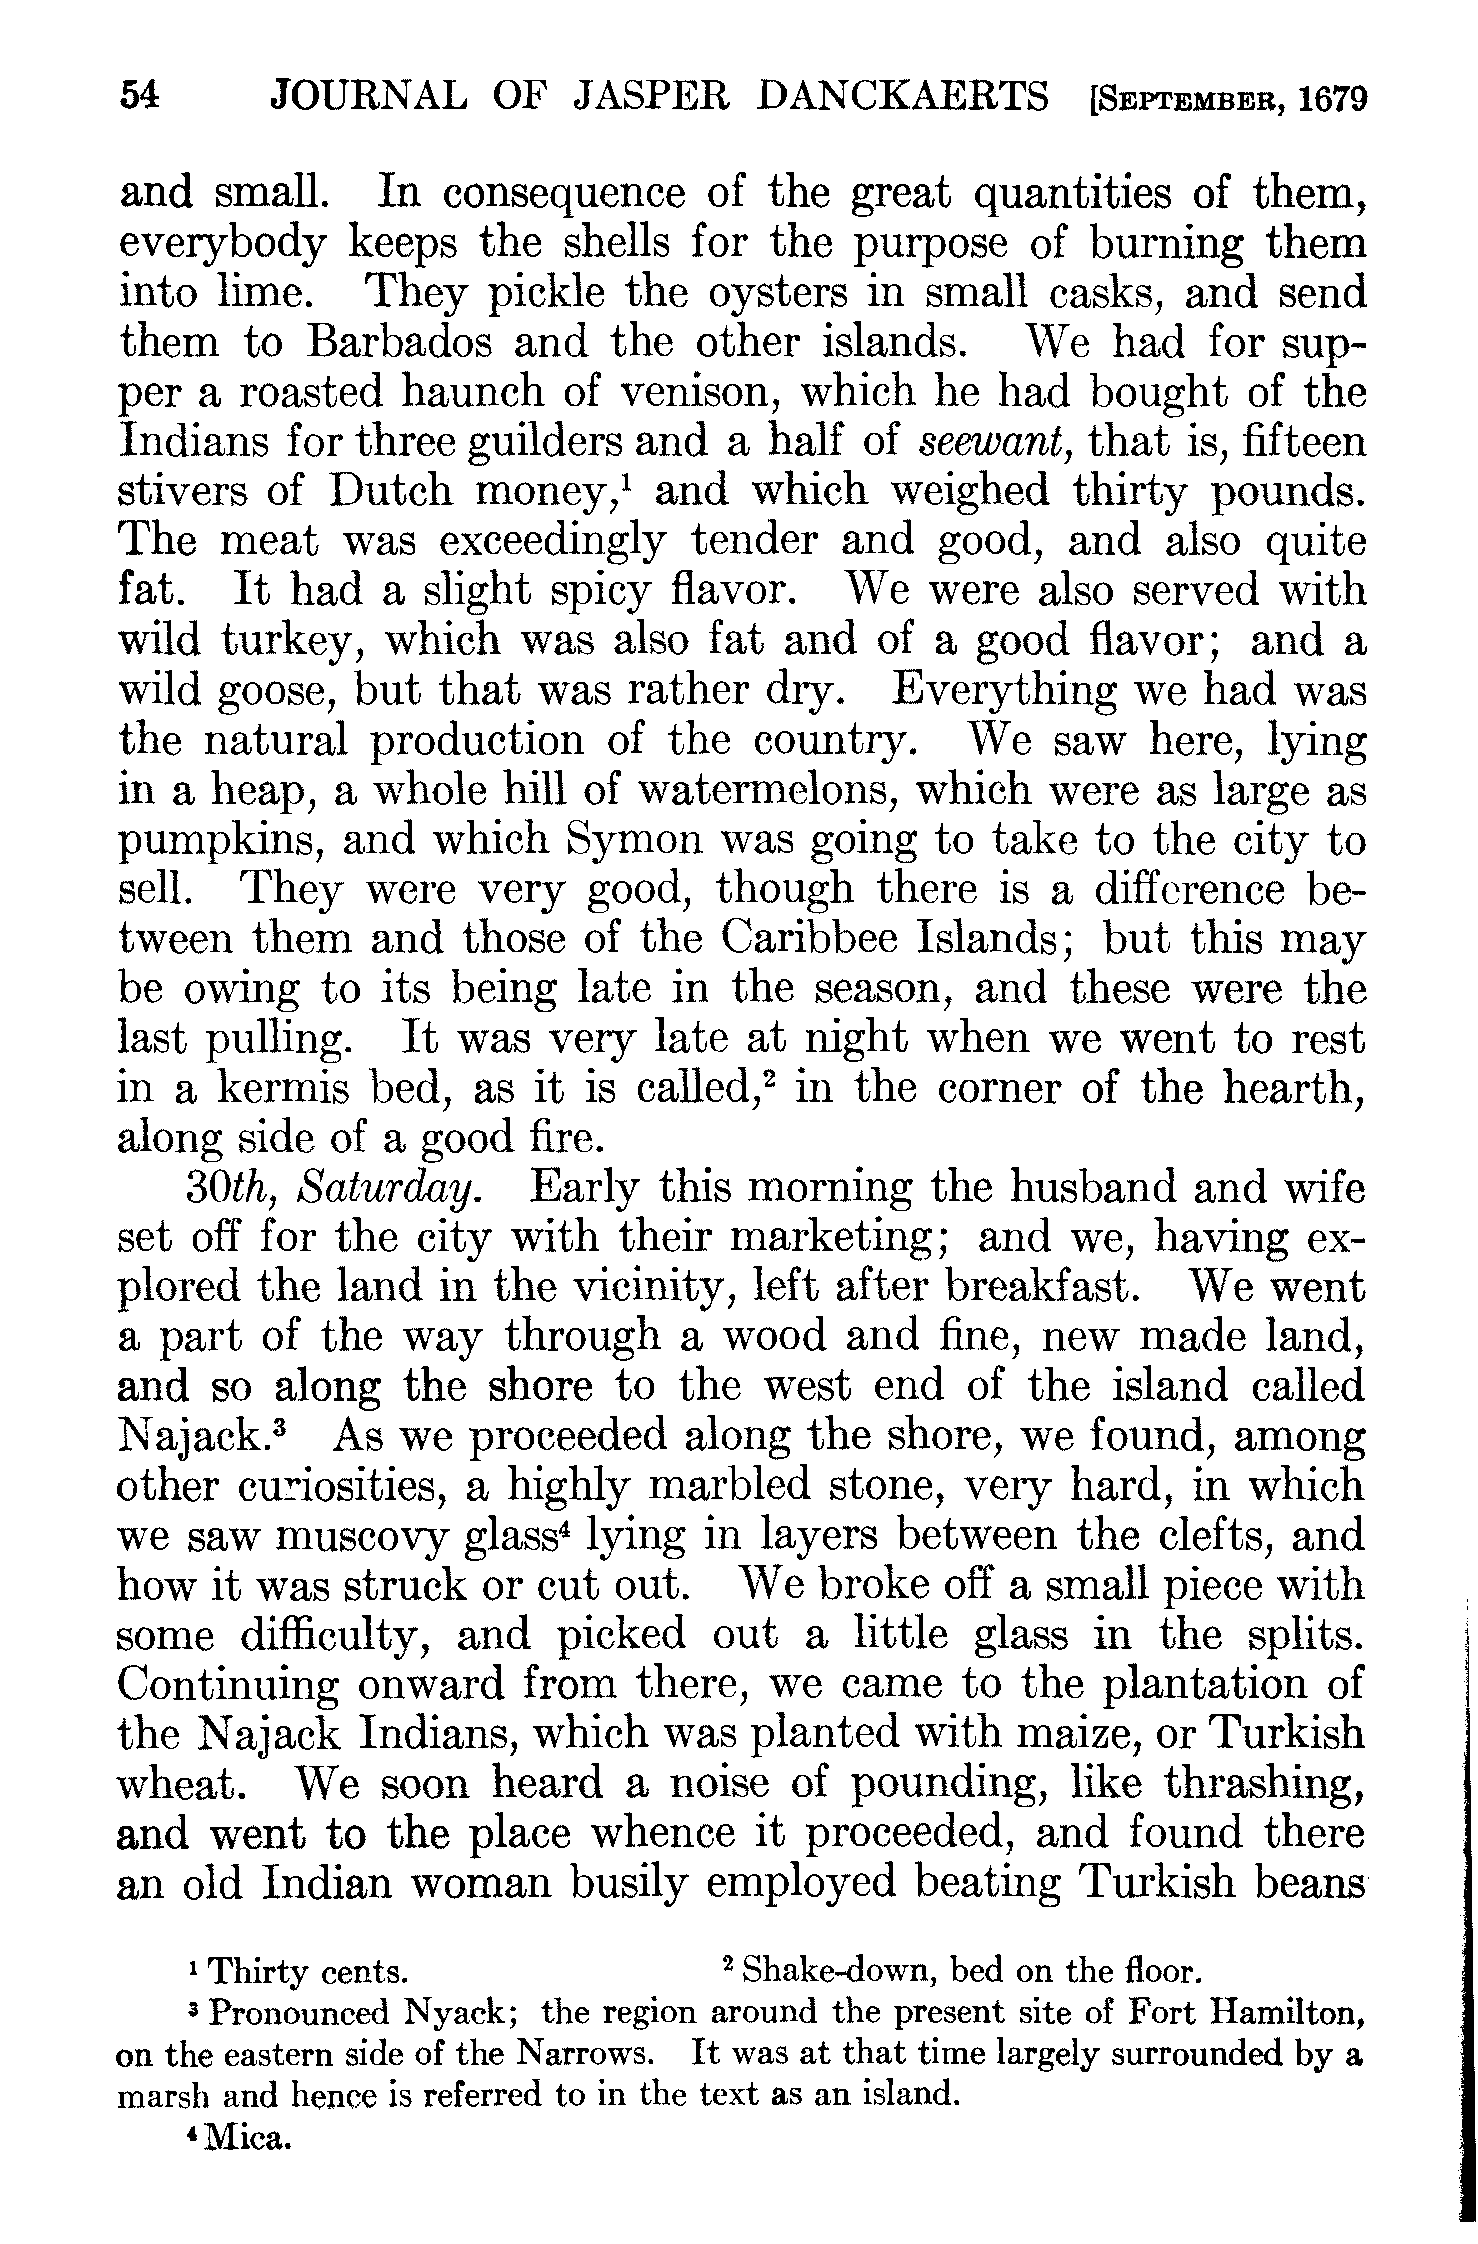 54 JOURNAL OF JASPER DANCKAERTS [SEPTEMBER, 1679
and small. In consequence of the great quantities of them,
everybody keeps the shells for the purpose of burning them
into lime. They pickle the oysters in small casks, and send
them to Barbados and the other islands. We had for sup-
per a roasted haunch of venison, which he had bought of the
Indians for three guilders and a half of seewant, that is, fifteen
stivers of Dutch money,¹ and which weighed thirty pounds.
The meat was exceedingly tender and good, and also quite
fat. It had a slight spicy flavor. We were also served with
wild turkey, which was also fat and of a good flavor; and a
wild goose, but that was rather dry. Everything we had was
the natural production of the country. We saw here, lying
in a heap, a whole hill of watermelons, which were as large as
pumpkins, and which Symon was going to take to the city to
sell. They were very good, though there is a difference be-
tween them and those of the Caribbee Islands; but this may
be owing to its being late in the season, and these were the
last pulling. It was very late at night when we went to rest
in a kermis bed, as it is called,² in the corner of the hearth,
along side of a good fire.
30th, Saturday. Early this morning the husband and wife
set off for the city with their marketing; and we, having ex-
plored the land in the vicinity, left after breakfast. We went
a part of the way through a wood and fine, new made land,
and so along the shore to the west end of the island called
Najack.³ As we proceeded along the shore, we found, among
other curiosities, a highly marbled stone, very hard, in which
we saw muscovy glass⁴ lying in layers between the clefts, and
how it was struck or cut out. We broke off a small piece with
some difficulty, and picked out a little glass in the splits.
Continuing onward from there, we came to the plantation of
the Najack Indians, which was planted with maize, or Turkish
wheat. We soon heard a noise of pounding, like thrashing,
and went to the place whence it proceeded, and found there
an old Indian woman busily employed beating Turkish beans
¹ Thirty cents. ² Shake-down, bed on the floor.
³ Pronounced Nyack; the region around the present site of Fort Hamilton,
on the eastern side of the Narrows. It was at that time largely surrounded by a
marsh and hence is referred to in the text as an island.
⁴ Mica.